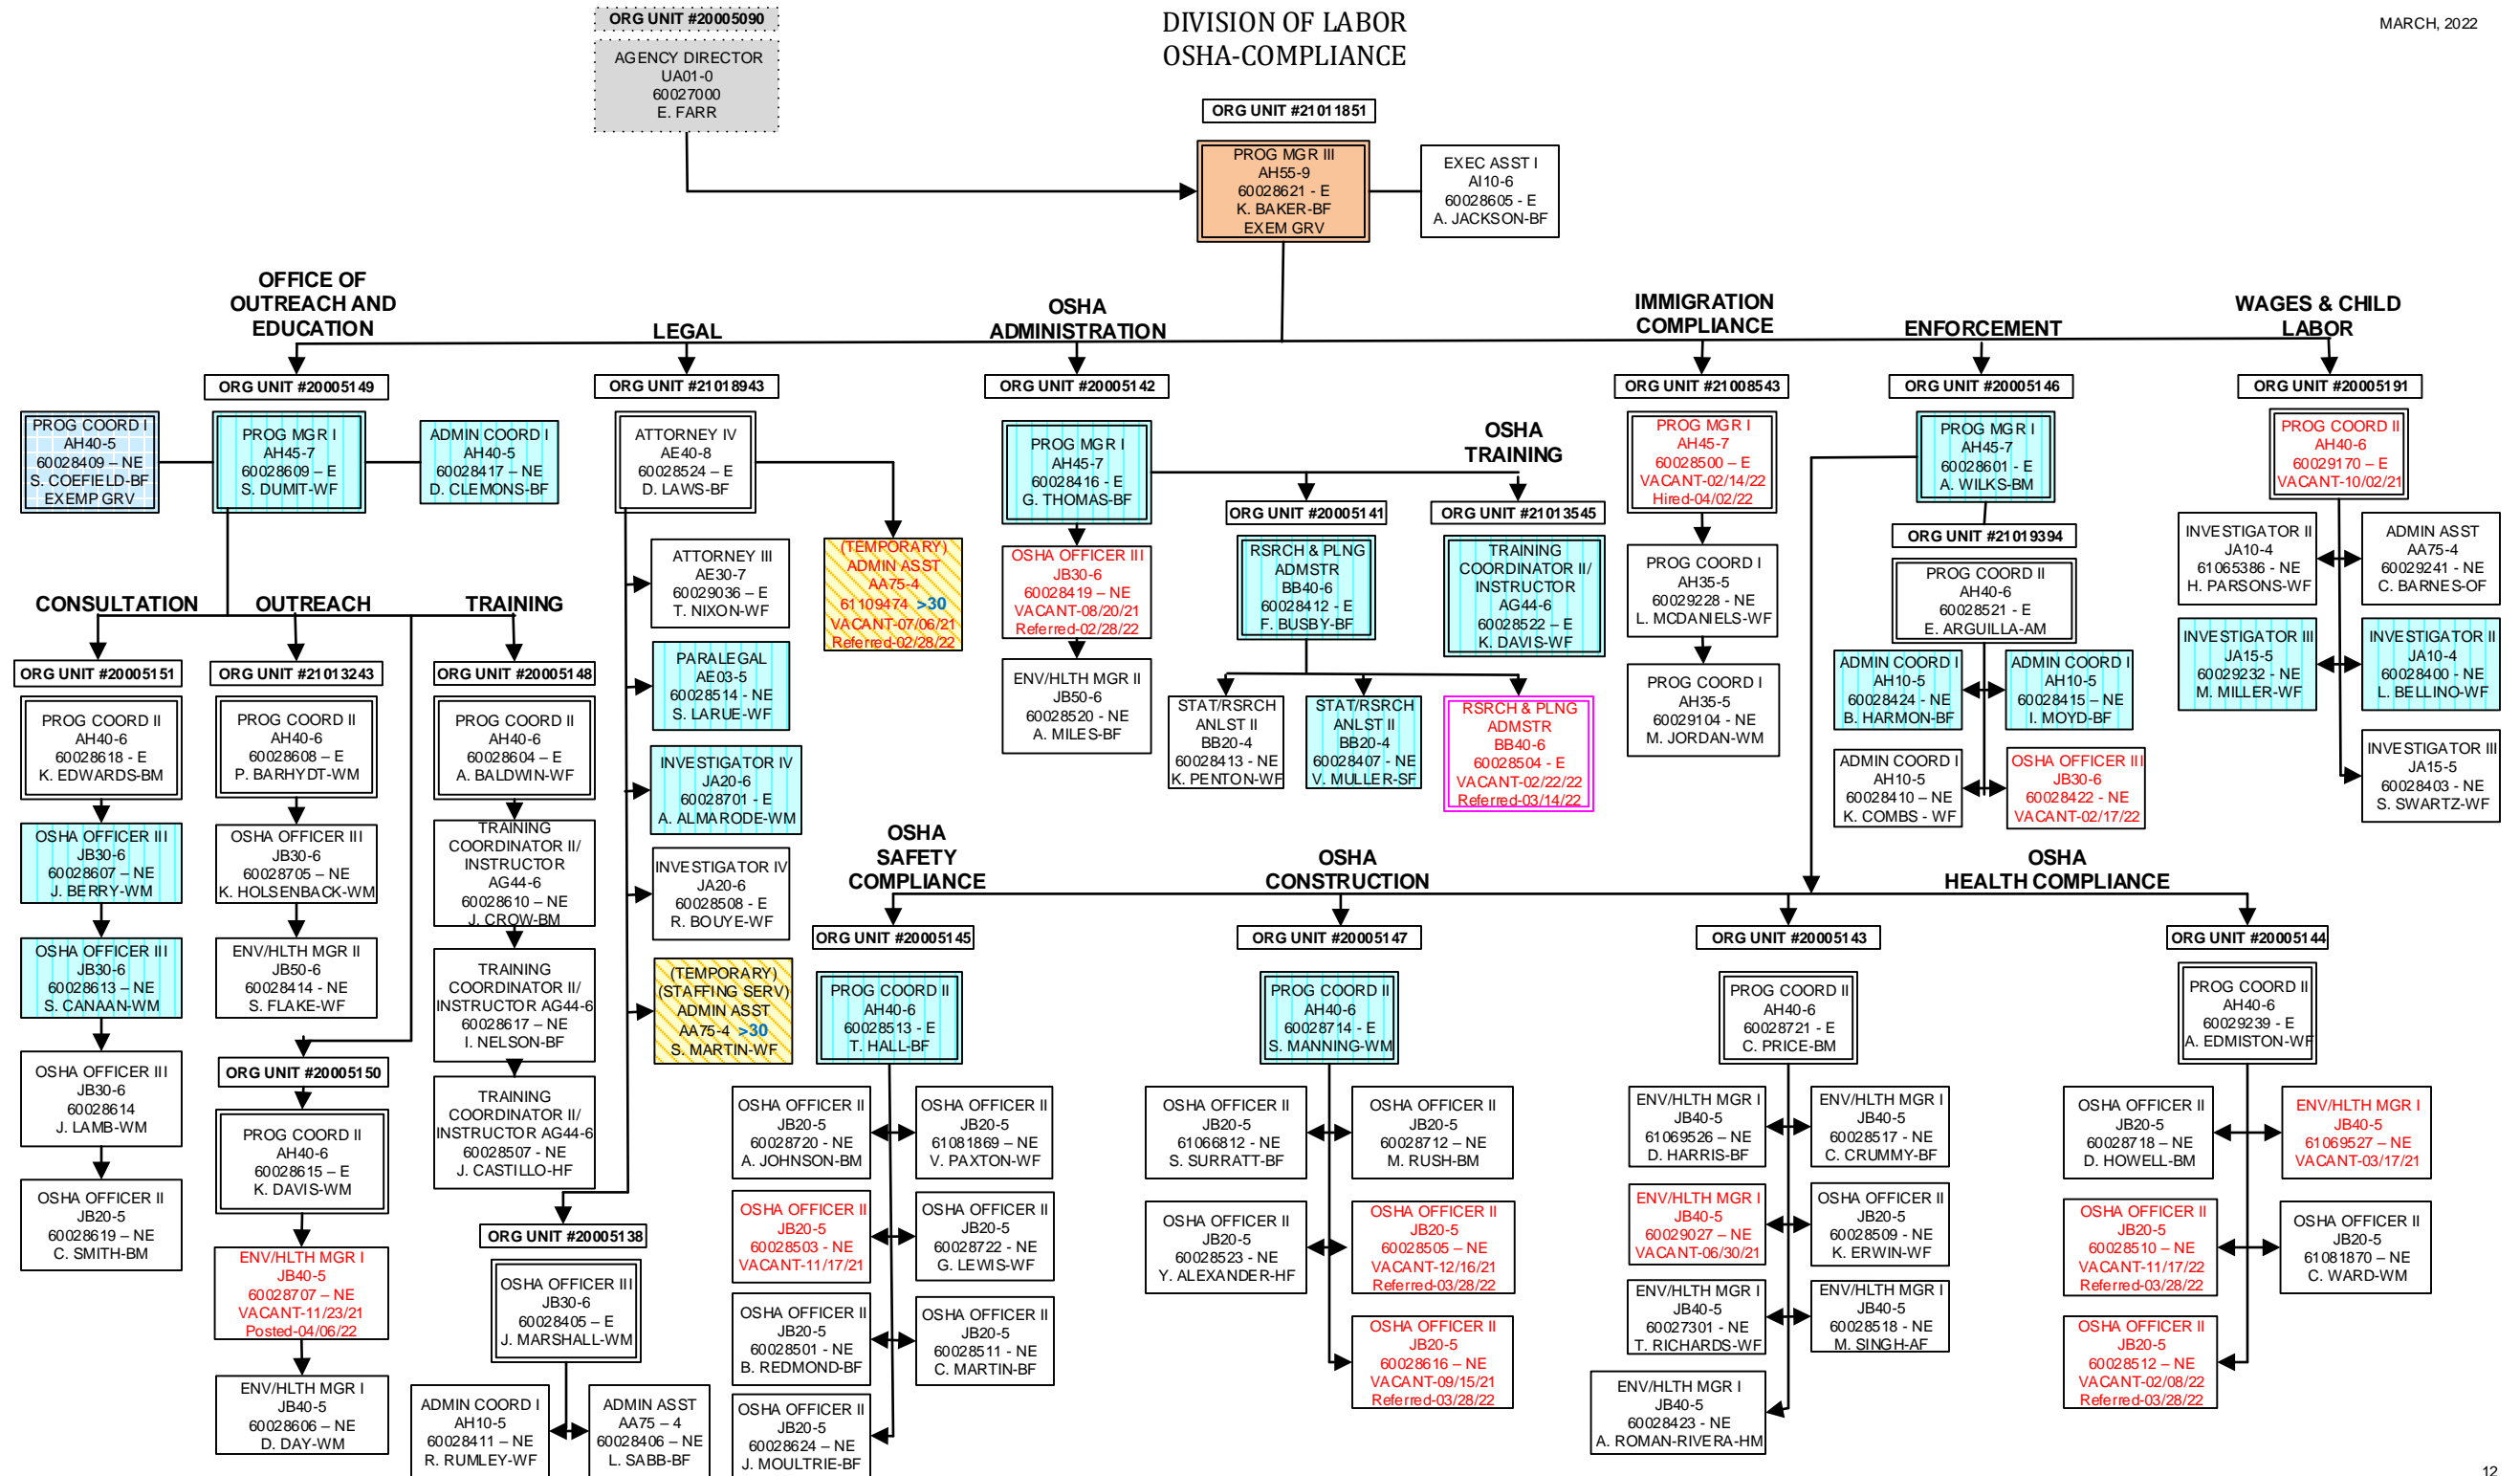 ORG UNIT #20005090
AGENCY DIRECTOR
UA01-0
60027000
E. FARR
DIVISION OF LABOR
OSHA-COMPLIANCE
MARCH, 2022
ORG UNIT #21011851
PROG MGR III
AH55-9
60028621 - E
K. BAKER-BF
EXEM GRV
EXEC ASST I
AI10-6
60028605 - E
A. JACKSON-BF
OFFICE OF
OUTREACH AND
EDUCATION
LEGAL
OSHA
ADMINISTRATION
IMMIGRATION
COMPLIANCE
ENFORCEMENT
WAGES & CHILD
LABOR
ORG UNIT #20005149
ORG UNIT #21018943
ORG UNIT #20005142
ORG UNIT #21008543
ORG UNIT #20005146
ORG UNIT #20005191
PROG COORD I
AH40-5
60028409 – NE
S. COEFIELD-BF
EXEMP GRV
PROG MGR I
AH45-7
60028609 – E
S. DUMIT-WF
ADMIN COORD I
AH40-5
60028417 – NE
D. CLEMONS-BF
ATTORNEY IV
AE40-8
60028524 – E
D. LAWS-BF
PROG MGR I
AH45-7
60028416 - E
G. THOMAS-BF
OSHA
TRAINING
PROG MGR I
AH45-7
60028500 – E
VACANT-02/14/22
Hired-04/02/22
PROG MGR I
AH45-7
60028601 - E
A. WILKS-BM
PROG COORD II
AH40-6
60029170 – E
VACANT-10/02/21
ORG UNIT #20005141
ORG UNIT #21013545
ORG UNIT #21019394
ATTORNEY III
AE30-7
60029036 – E
T. NIXON-WF
(TEMPORARY)
ADMIN ASST
AA75-4
61109474 >30
VACANT-07/06/21
Referred-02/28/22
OSHA OFFICER III
JB30-6
60028419 – NE
VACANT-08/20/21
Referred-02/28/22
RSRCH & PLNG
ADMSTR
BB40-6
60028412 - E
F. BUSBY-BF
TRAINING
COORDINATOR II/
INSTRUCTOR
AG44-6
60028522 – E
K. DAVIS-WF
PROG COORD I
AH35-5
60029228 - NE
L. MCDANIELS-WF
PROG COORD II
AH40-6
60028521 - E
E. ARGUILLA-AM
INVESTIGATOR II
JA10-4
61065386 - NE
H. PARSONS-WF
ADMIN ASST
AA75-4
60029241 - NE
C. BARNES-OF
CONSULTATION
OUTREACH
TRAINING
ORG UNIT #20005151
ORG UNIT #21013243
ORG UNIT #20005148
PARALEGAL
AE03-5
60028514 - NE
S. LARUE-WF
ENV/HLTH MGR II
JB50-6
60028520 - NE
A. MILES-BF
STAT/RSRCH
ANLST II
BB20-4
60028413 - NE
K. PENTON-WF
STAT/RSRCH
ANLST II
BB20-4
60028407 - NE
V. MULLER-SF
RSRCH & PLNG
ADMSTR
BB40-6
60028504 - E
VACANT-02/22/22
Referred-03/14/22
PROG COORD I
AH35-5
60029104 - NE
M. JORDAN-WM
ADMIN COORD I
AH10-5
60028424 - NE
B. HARMON-BF
ADMIN COORD I
AH10-5
60028415 – NE
I. MOYD-BF
INVESTIGATOR III
JA15-5
60029232 - NE
M. MILLER-WF
INVESTIGATOR II
JA10-4
60028400 - NE
L. BELLINO-WF
PROG COORD II
AH40-6
60028618 - E
K. EDWARDS-BM
PROG COORD II
AH40-6
60028608 – E
P. BARHYDT-WM
PROG COORD II
AH40-6
60028604 – E
A. BALDWIN-WF
INVESTIGATOR IV
JA20-6
60028701 - E
A. ALMARODE-WM
ADMIN COORD I
AH10-5
60028410 – NE
K. COMBS - WF
OSHA OFFICER III
JB30-6
60028422 - NE
VACANT-02/17/22
INVESTIGATOR III
JA15-5
60028403 – NE
S. SWARTZ-WF
OSHA OFFICER III
JB30-6
60028607 – NE
J. BERRY-WM
OSHA OFFICER III
JB30-6
60028705 – NE
K. HOLSENBACK-WM
TRAINING
COORDINATOR II/
INSTRUCTOR
AG44-6
60028610 – NE
J. CROW-BM
INVESTIGATOR IV
JA20-6
60028508 - E
R. BOUYE-WF
OSHA
SAFETY
COMPLIANCE
OSHA
CONSTRUCTION
OSHA
HEALTH COMPLIANCE
ORG UNIT #20005145
ORG UNIT #20005147
ORG UNIT #20005143
ORG UNIT #20005144
OSHA OFFICER III
JB30-6
60028613 – NE
S. CANAAN-WM
ENV/HLTH MGR II
JB50-6
60028414 - NE
S. FLAKE-WF
TRAINING
COORDINATOR II/
INSTRUCTOR AG44-6
60028617 – NE
I. NELSON-BF
(TEMPORARY)
(STAFFING SERV)
ADMIN ASST
AA75-4 >30
S. MARTIN-WF
PROG COORD II
AH40-6
60028513 - E
T. HALL-BF
PROG COORD II
AH40-6
60028714 - E
S. MANNING-WM
PROG COORD II
AH40-6
60028721 - E
C. PRICE-BM
PROG COORD II
AH40-6
60029239 - E
A. EDMISTON-WF
OSHA OFFICER III
JB30-6
60028614
J. LAMB-WM
ORG UNIT #20005150
TRAINING
COORDINATOR II/
INSTRUCTOR AG44-6
60028507 - NE
J. CASTILLO-HF
PROG COORD II
AH40-6
60028615 – E
K. DAVIS-WM
OSHA OFFICER II
JB20-5
60028720 - NE
A. JOHNSON-BM
OSHA OFFICER II
JB20-5
61081869 – NE
V. PAXTON-WF
OSHA OFFICER II
JB20-5
61066812 - NE
S. SURRATT-BF
OSHA OFFICER II
JB20-5
60028712 - NE
M. RUSH-BM
ENV/HLTH MGR I
JB40-5
61069526 – NE
D. HARRIS-BF
ENV/HLTH MGR I
JB40-5
60028517 - NE
C. CRUMMY-BF
OSHA OFFICER II
JB20-5
60028718 – NE
D. HOWELL-BM
ENV/HLTH MGR I
JB40-5
61069527 – NE
VACANT-03/17/21
OSHA OFFICER II
JB20-5
60028619 – NE
C. SMITH-BM
ENV/HLTH MGR I
JB40-5
60028707 – NE
VACANT-11/23/21
Posted-04/06/22
ORG UNIT #20005138
OSHA OFFICER II
JB20-5
60028503 - NE
VACANT-11/17/21
OSHA OFFICER II
JB20-5
60028722 - NE
G. LEWIS-WF
OSHA OFFICER II
JB20-5
60028523 - NE
Y. ALEXANDER-HF
OSHA OFFICER II
JB20-5
60028505 – NE
VACANT-12/16/21
Referred-03/28/22
ENV/HLTH MGR I
JB40-5
60029027 – NE
VACANT-06/30/21
OSHA OFFICER II
JB20-5
60028509 - NE
K. ERWIN-WF
OSHA OFFICER II
JB20-5
60028510 – NE
VACANT-11/17/22
Referred-03/28/22
OSHA OFFICER II
JB20-5
61081870 – NE
C. WARD-WM
OSHA OFFICER III
JB30-6
60028405 – E
J. MARSHALL-WM
OSHA OFFICER II
JB20-5
60028501 - NE
B. REDMOND-BF
OSHA OFFICER II
JB20-5
60028511 - NE
C. MARTIN-BF
OSHA OFFICER II
JB20-5
60028616 – NE
VACANT-09/15/21
Referred-03/28/22
ENV/HLTH MGR I
JB40-5
60027301 - NE
T. RICHARDS-WF
ENV/HLTH MGR I
JB40-5
60028518 - NE
M. SINGH-AF
OSHA OFFICER II
JB20-5
60028512 – NE
VACANT-02/08/22
Referred-03/28/22
ENV/HLTH MGR I
JB40-5
60028606 – NE
D. DAY-WM
ADMIN COORD I
AH10-5
60028411 – NE
R. RUMLEY-WF
ADMIN ASST
AA75 – 4
60028406 – NE
L. SABB-BF
OSHA OFFICER II
JB20-5
60028624 – NE
J. MOULTRIE-BF
ENV/HLTH MGR I
JB40-5
60028423 - NE
A. ROMAN-RIVERA-HM
12